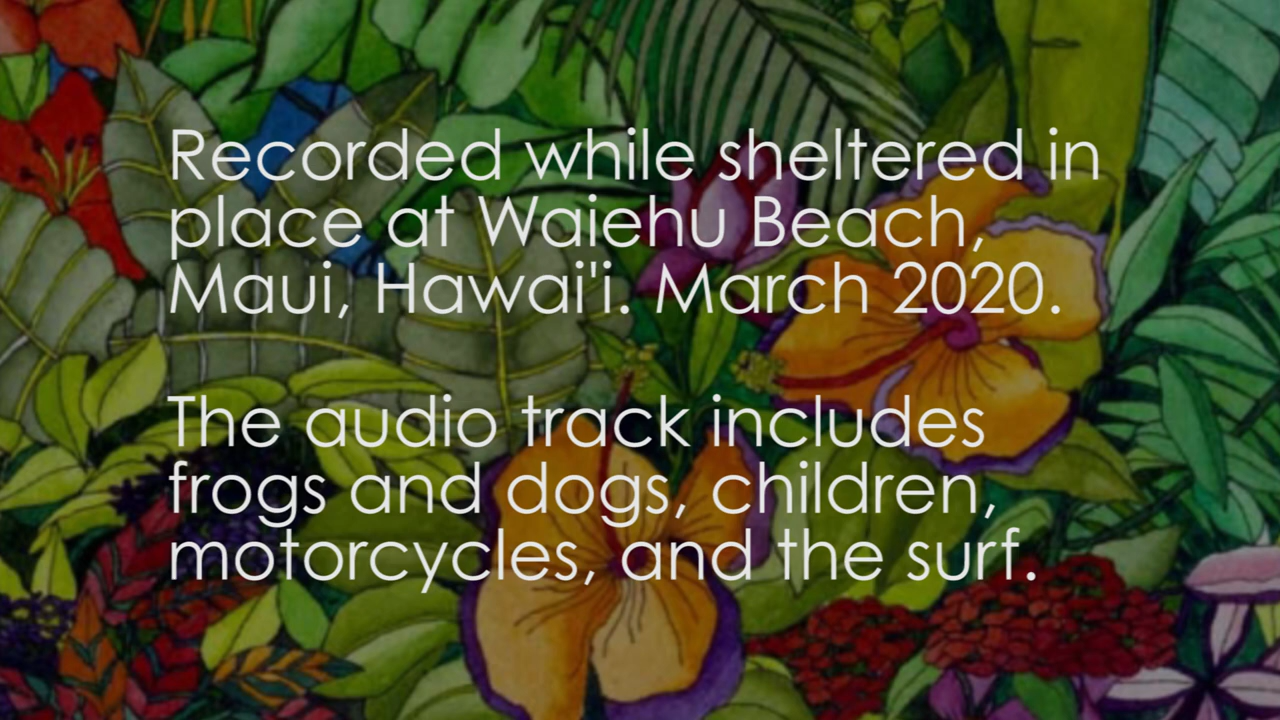 Recorded while sheltered in
place at Waiehu Beach,
Maui, Hawai'i. March 2020.
The audio track includes
frogs and dogs, children,
motorcycles, and the surf.